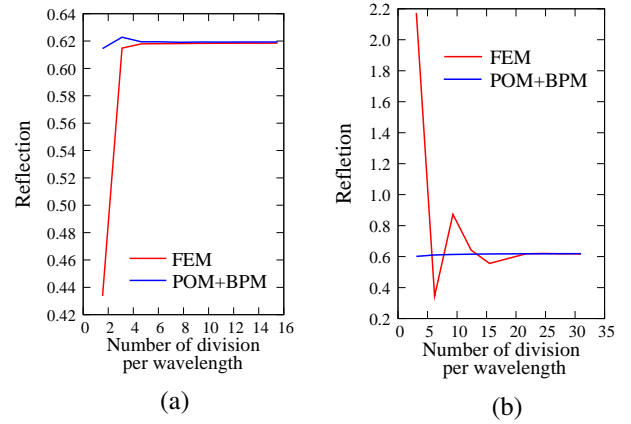 0.64
0.62
0.60
0.58
0.56
0.54
0.52
0.50
0.48
0.46
0.44
0.42
Reflection
FEM
POM+BPM
0 2 4 6 8 10 12 14 16
Number of division
per wavelength
(a)
2.2
2.0
1.8
1.6
1.4
1.2
1.0
0.8
0.6
0.4
0.2
Refletion
FEM
POM+BPM
0 5 10 15 20 25 30 35
Number of division
per wavelength
(b)